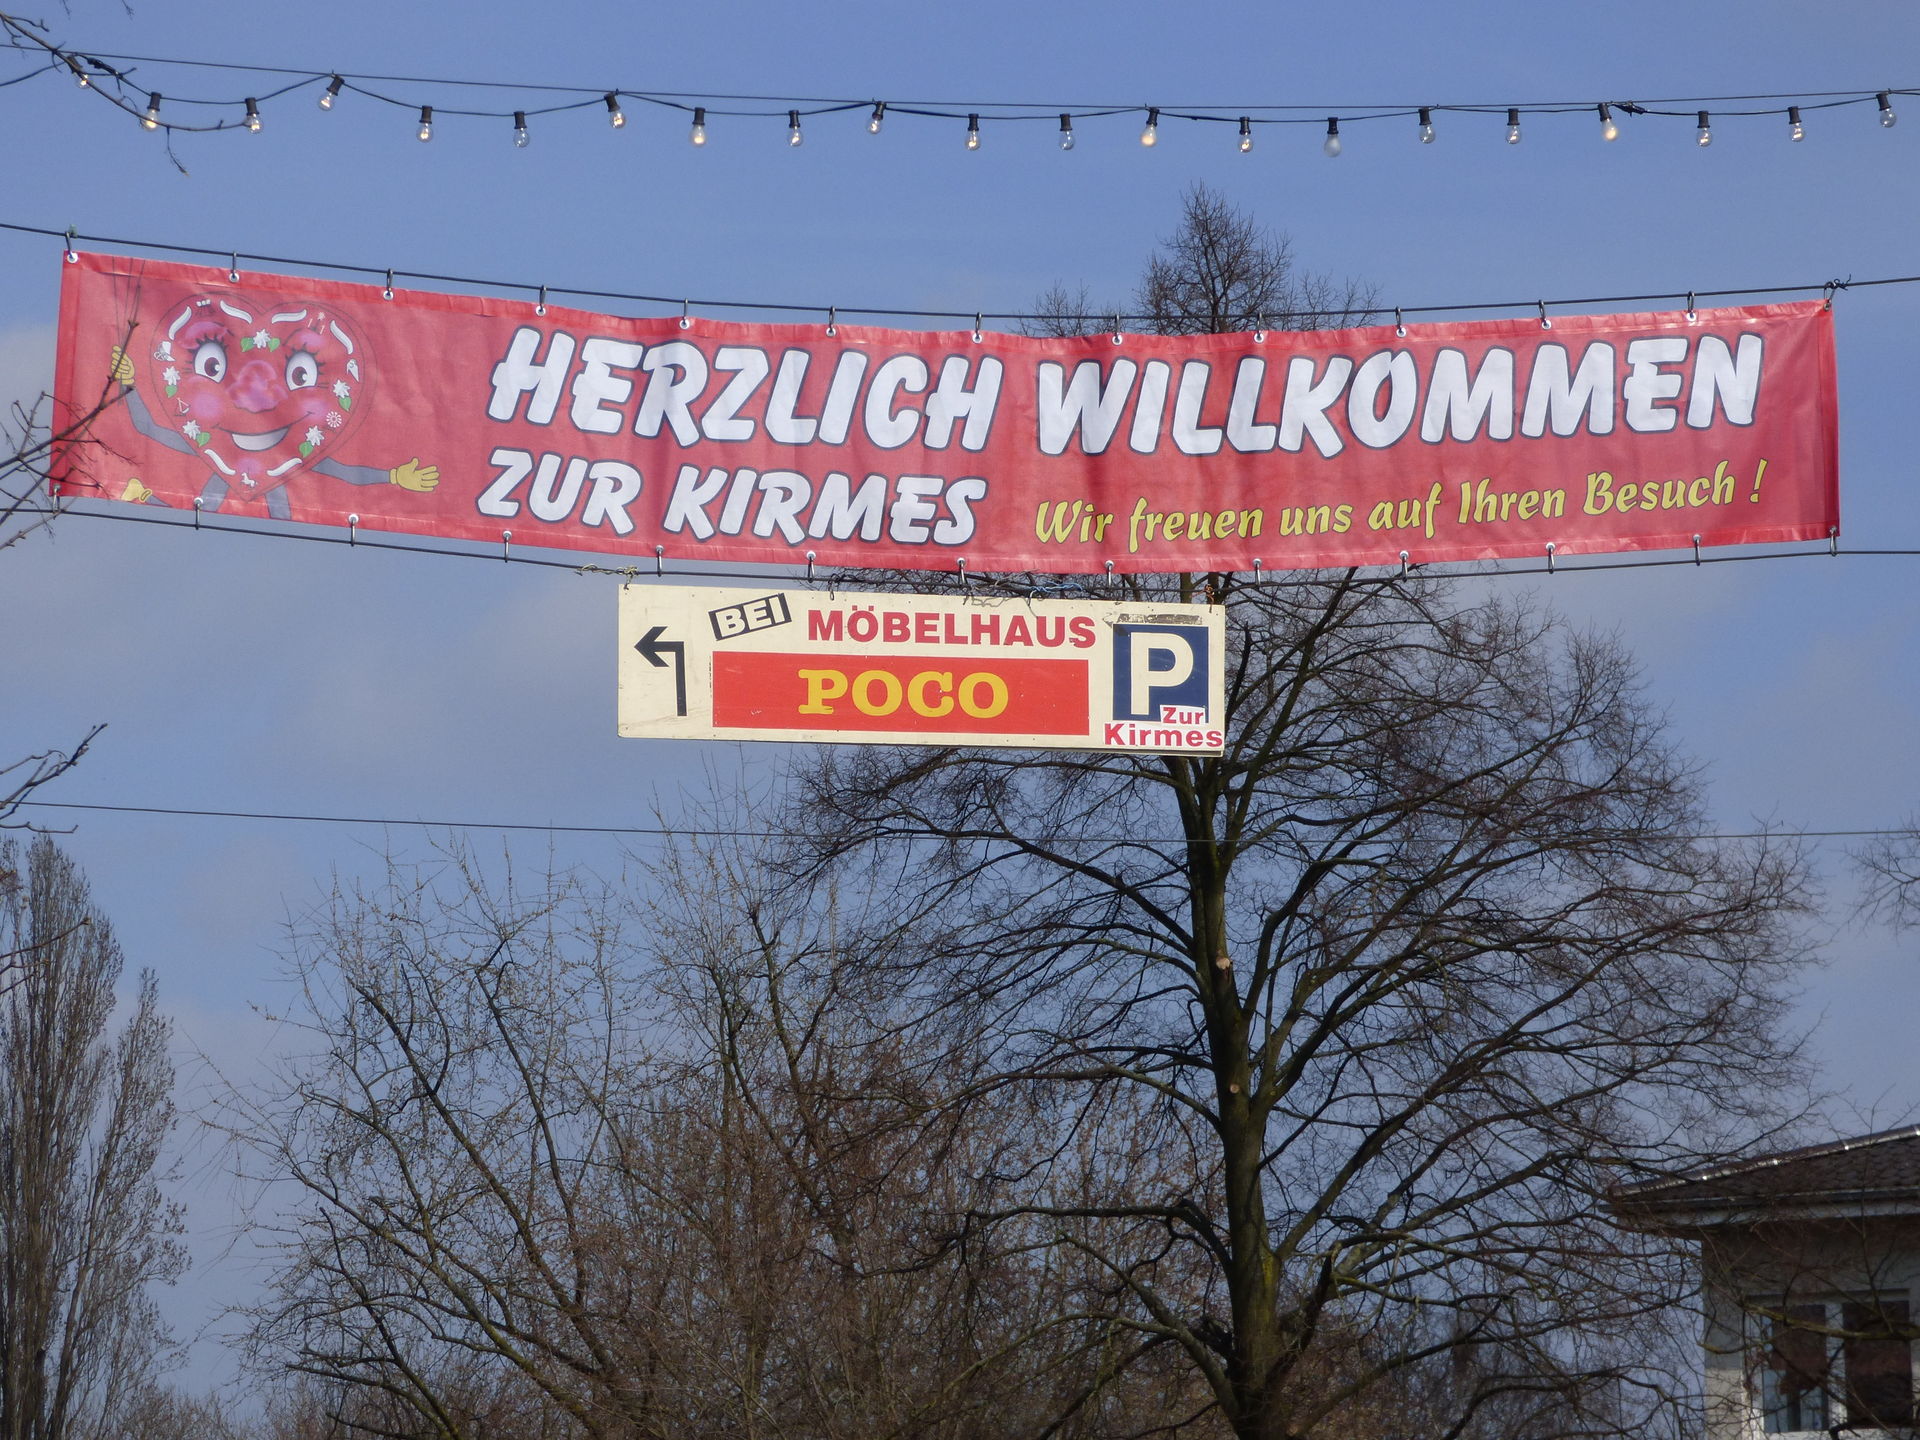 HERZLICH WILLKOMMEN
ZUR KIRMES Wir freuen uns auf Ihren Besuch !
BEI MÖBELHAUS P
POCO
Zur
Kirmes